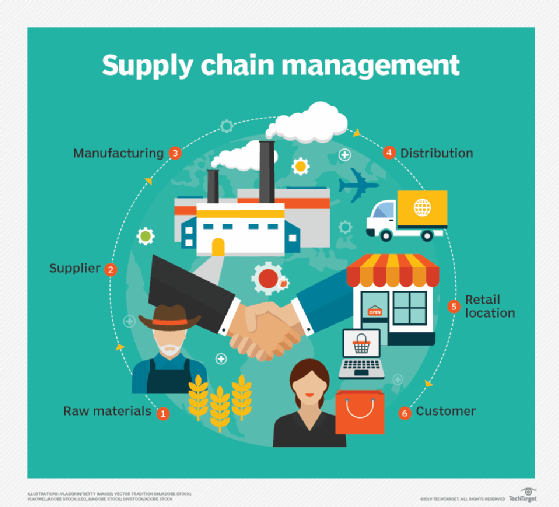 Supply chain management
Manufacturing 3
4 Distribution
Supplier 2
5 Retail
location
OPEN
Raw materials 1
6 Customer
©2019 TECHTARGET. ALL RIGHTS RESERVED
TechTarget